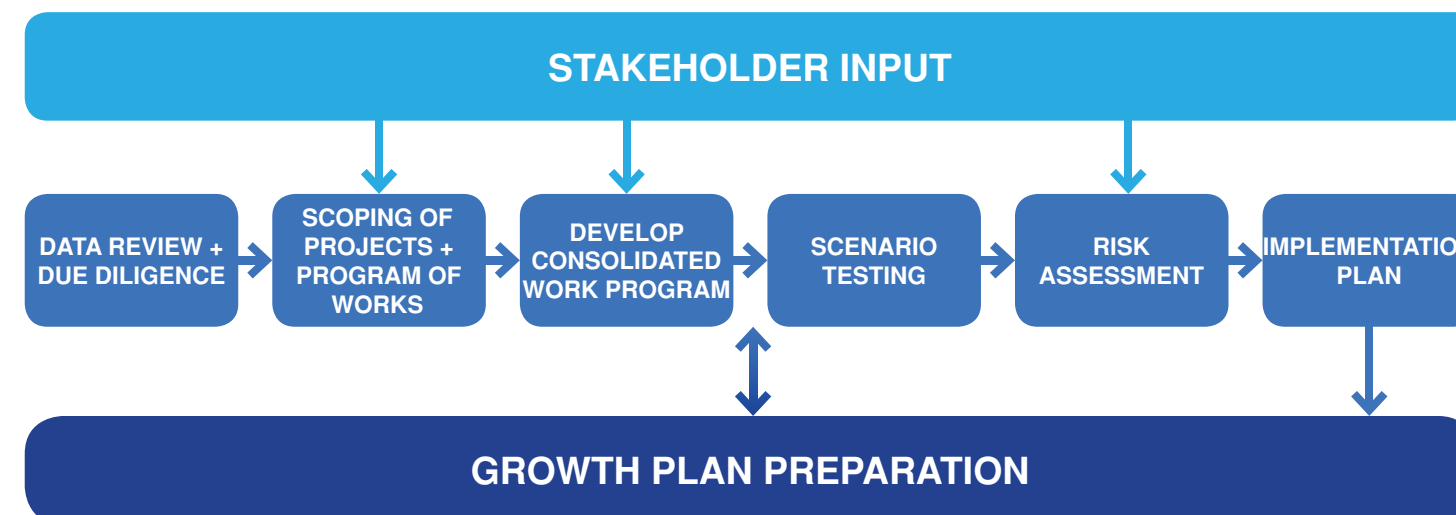 STAKEHOLDER INPUT
DATA REVIEW +
DUE DILIGENCE
SCOPING OF
PROJECTS +
PROGRAM OF
WORKS
DEVELOP
CONSOLIDATED
WORK PROGRAM
SCENARIO
TESTING
RISK
ASSESSMENT
IMPLEMENTATIO
PLAN
GROWTH PLAN PREPARATION